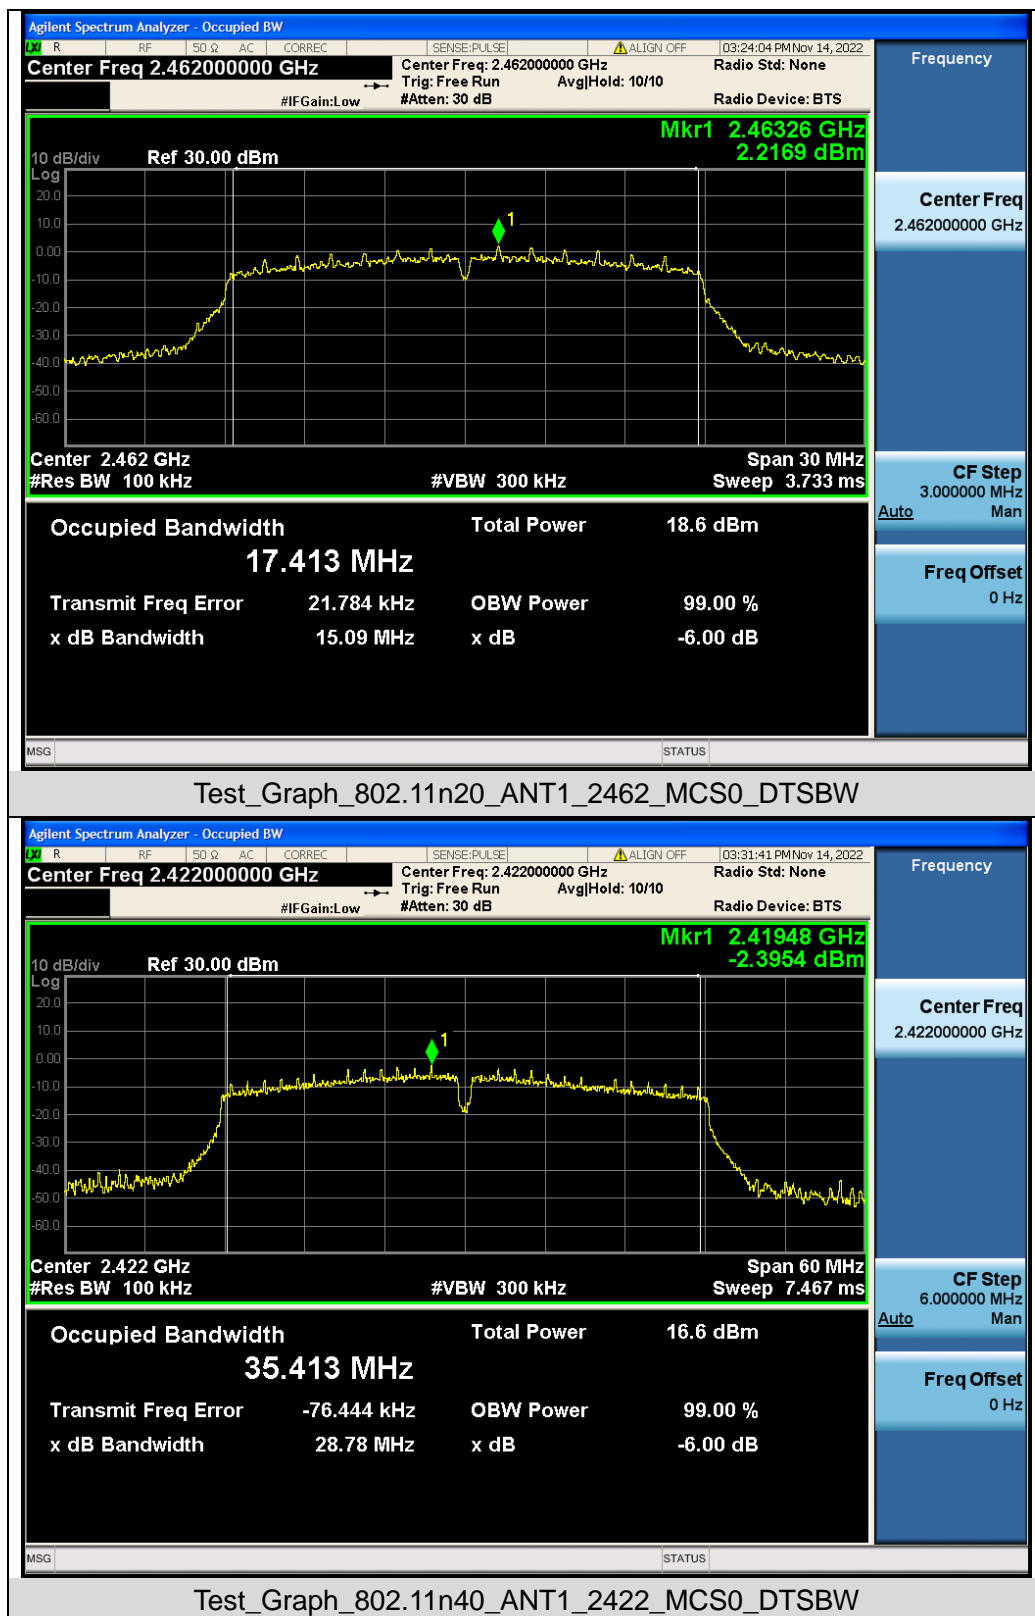 Agilent Spectrum Analyzer - Occupied BW
LXI R RF 50 Ω AC CORREC SENSE:PULSE ALIGN OFF 03:24:04 PM Nov 14, 2022
Center Freq 2.462000000 GHz
Center Freq: 2.462000000 GHz
Radio Std: None
Trig: Free Run Avg|Hold: 10/10
#IFGain:Low #Atten: 30 dB Radio Device: BTS
Mkr1 2.46326 GHz
2.2169 dBm
10 dB/div Ref 30.00 dBm
Log
20.0
10.0
0.00
-10.0
-20.0
-30.0
-40.0
-50.0
-60.0
1
Center 2.462 GHz Span 30 MHz
#Res BW 100 kHz #VBW 300 kHz Sweep 3.733 ms
Occupied Bandwidth Total Power 18.6 dBm
17.413 MHz
Transmit Freq Error 21.784 kHz OBW Power 99.00 %
x dB Bandwidth 15.09 MHz x dB -6.00 dB
MSG STATUS
Frequency
Center Freq
2.462000000 GHz
CF Step
3.000000 MHz
Auto Man
Freq Offset
0 Hz
Test_Graph_802.11n20_ANT1_2462_MCS0_DTSBW
Agilent Spectrum Analyzer - Occupied BW
LXI R RF 50 Ω AC CORREC SENSE:PULSE ALIGN OFF 03:31:41 PM Nov 14, 2022
Center Freq 2.422000000 GHz
Center Freq: 2.422000000 GHz
Radio Std: None
Trig: Free Run Avg|Hold: 10/10
#IFGain:Low #Atten: 30 dB Radio Device: BTS
Mkr1 2.41948 GHz
-2.3954 dBm
10 dB/div Ref 30.00 dBm
Log
20.0
10.0
0.00
-10.0
-20.0
-30.0
-40.0
-50.0
-60.0
1
Center 2.422 GHz Span 60 MHz
#Res BW 100 kHz #VBW 300 kHz Sweep 7.467 ms
Occupied Bandwidth Total Power 16.6 dBm
35.413 MHz
Transmit Freq Error -76.444 kHz OBW Power 99.00 %
x dB Bandwidth 28.78 MHz x dB -6.00 dB
MSG STATUS
Frequency
Center Freq
2.422000000 GHz
CF Step
6.000000 MHz
Auto Man
Freq Offset
0 Hz
Test_Graph_802.11n40_ANT1_2422_MCS0_DTSBW